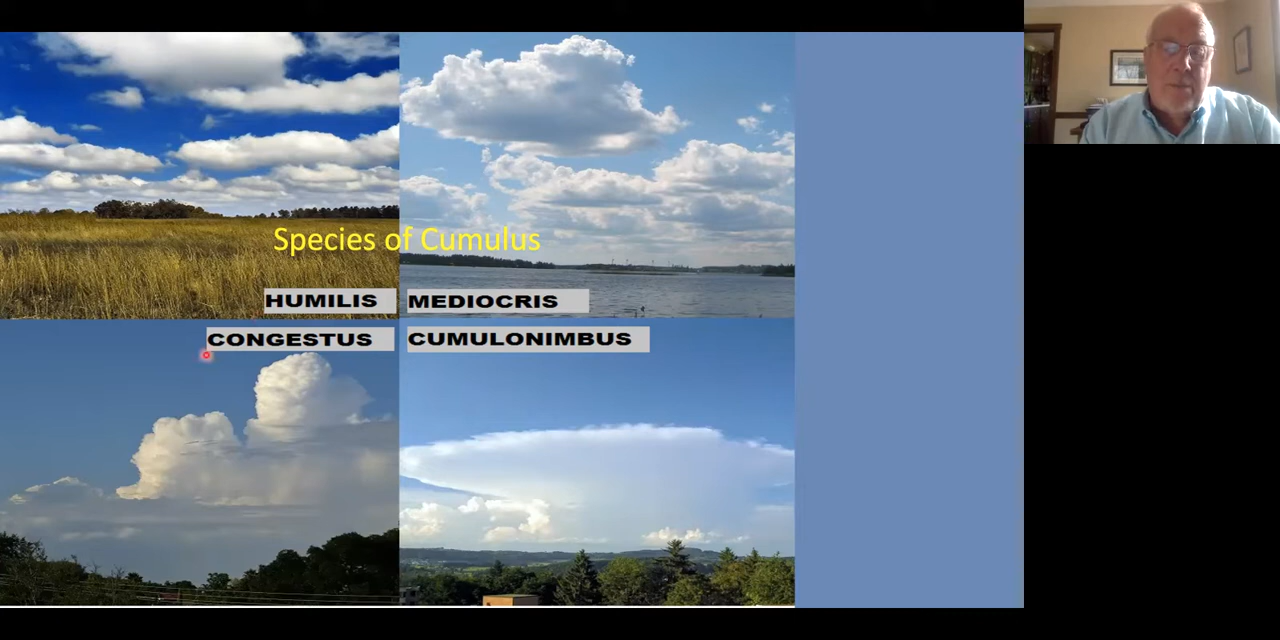 Species of Cumulus
HUMILIS
MEDIOCRIS
CONGESTUS
CUMULONIMBUS